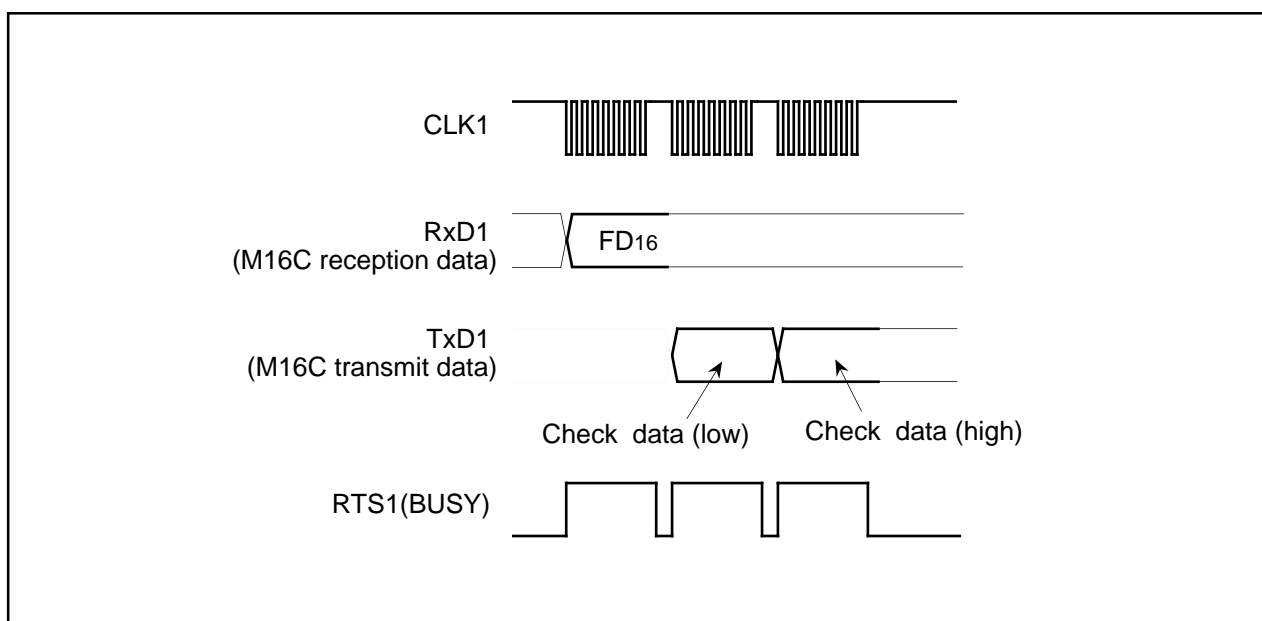 CLK1
RxD1
(M16C reception data)
FD16
TxD1
(M16C transmit data)
Check data (low)
Check data (high)
RTS1(BUSY)